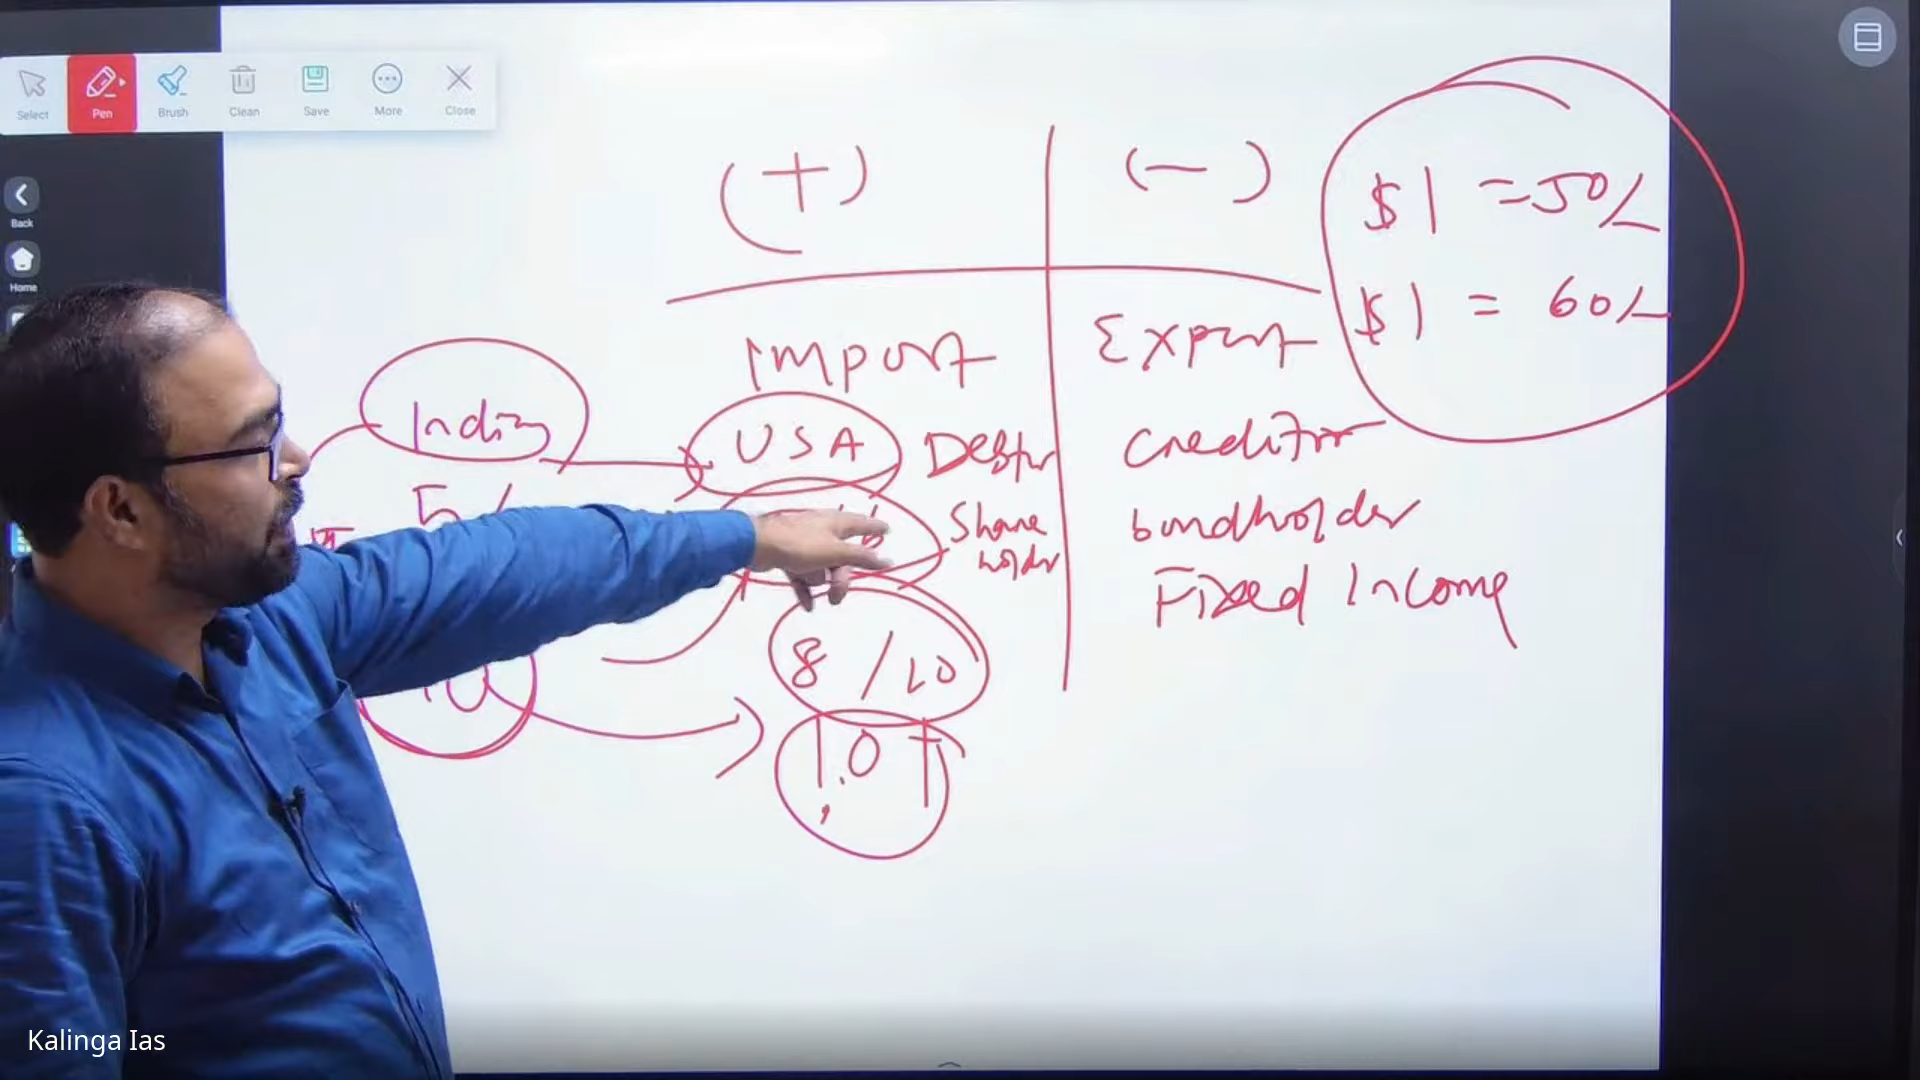 Select Pen Brush Clean Save More Close
Back
Home
(+) (-)
$1 = 50/-
$1 = 60/-
Import Export
India USA Debtor Creditor
Share bondholder
holder Fixed Income
8/10
10
Kalinga Ias